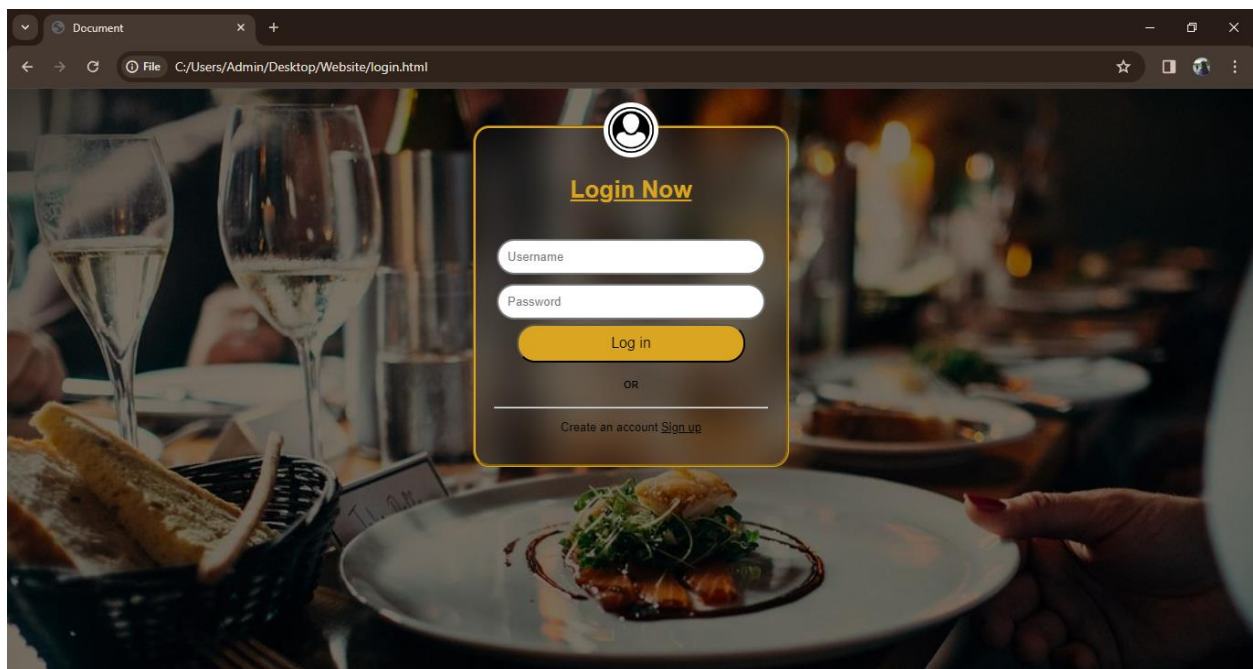 Document
File C:/Users/Admin/Desktop/Website/login.html
Login Now
Username
Password
Log in
OR
Create an account Sign up